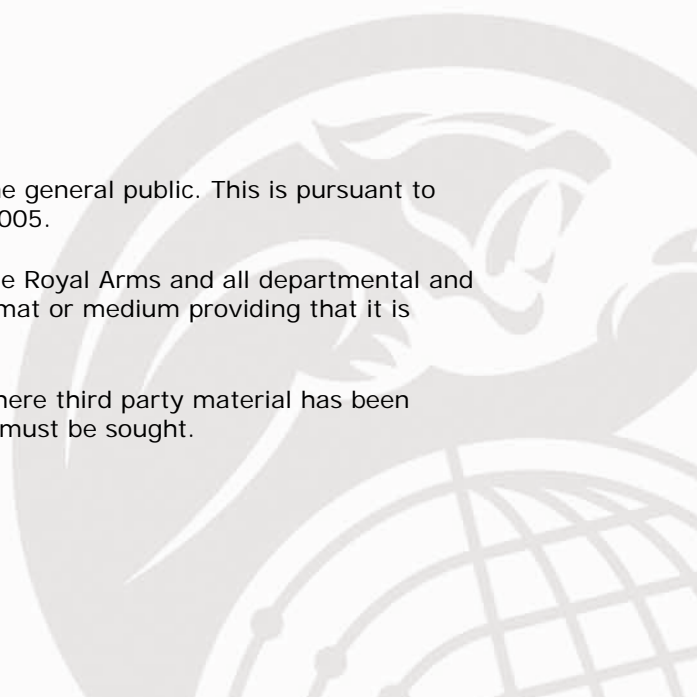 e general public. This is pursuant to
005.
e Royal Arms and all departmental and
mat or medium providing that it is
here third party material has been
must be sought.